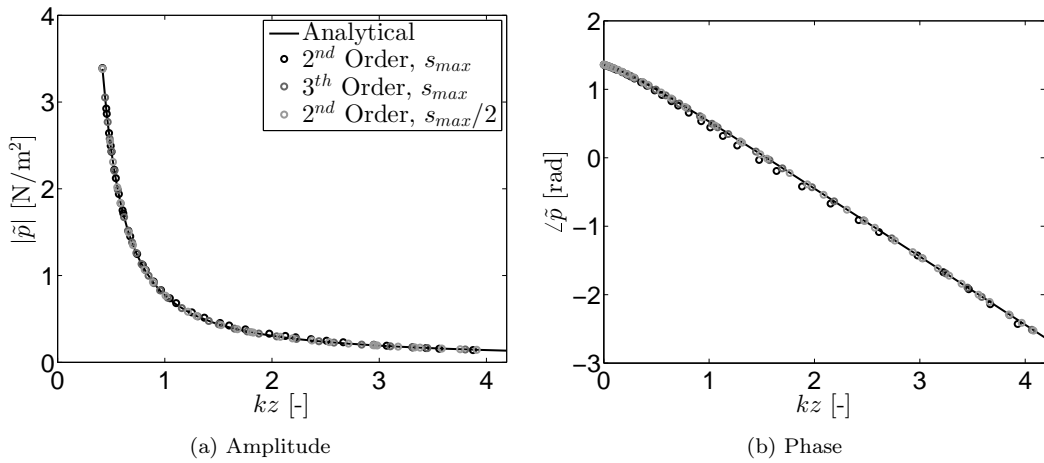 4
3
2
1
0
|p̃| [N/m²]
Analytical
2ⁿᵈ Order, sₘₐₓ
3ᵗʰ Order, sₘₐₓ
2ⁿᵈ Order, sₘₐₓ/2
0 1 2 3 4
kz [-]
(a) Amplitude
2
1
0
−1
−2
−3
∠p̃ [rad]
0 1 2 3 4
kz [-]
(b) Phase